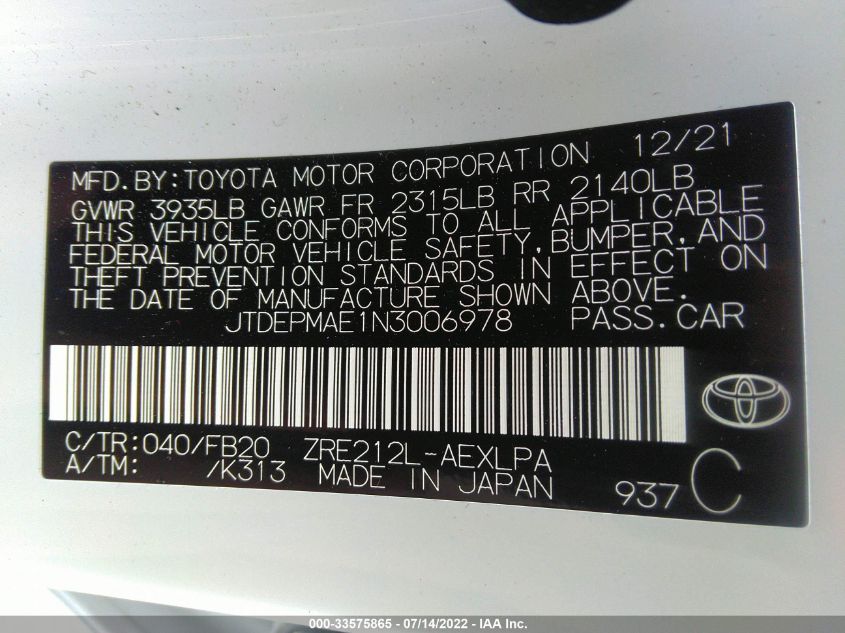 MFD.BY:TOYOTA MOTOR CORPORATION 12/21
GVWR 3935LB GAWR FR 2315LB RR 2140LB
THIS VEHICLE CONFORMS TO ALL APPLICABLE
FEDERAL MOTOR VEHICLE SAFETY, BUMPER, AND
THEFT PREVENTION STANDARDS IN EFFECT ON
THE DATE OF MANUFACTURE SHOWN ABOVE.
JTDEPMAE1N3006978 PASS.CAR
C/TR:040/FB20 ZRE212L-AEXLPA
A/TM: /K313 MADE IN JAPAN 937 C
000-33575865 - 07/14/2022 - IAA Inc.